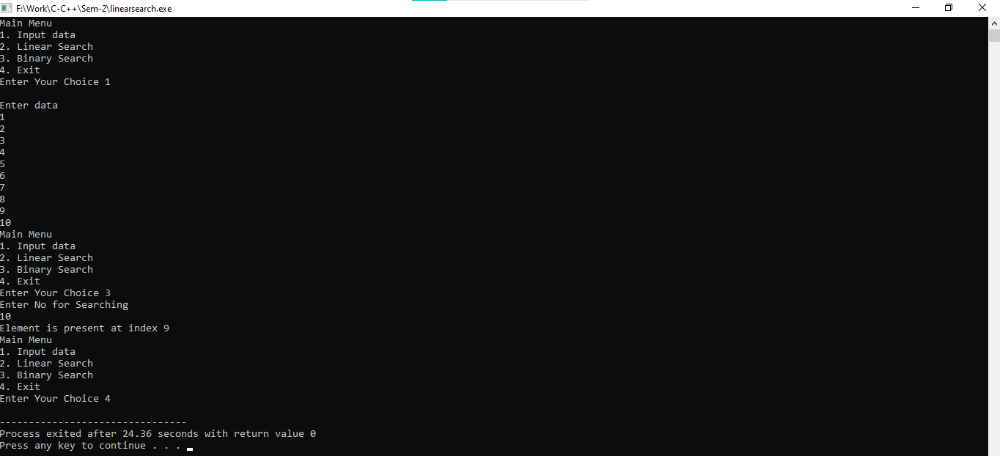 F:\Work\C-C++\Sem-2\linearsearch.exe
Main Menu
1. Input data
2. Linear Search
3. Binary Search
4. Exit
Enter Your Choice 1
Enter data
1
2
3
4
5
6
7
8
9
10
Main Menu
1. Input data
2. Linear Search
3. Binary Search
4. Exit
Enter Your Choice 3
Enter No for Searching
10
Element is present at index 9
Main Menu
1. Input data
2. Linear Search
3. Binary Search
4. Exit
Enter Your Choice 4
--------------------------------
Process exited after 24.36 seconds with return value 0
Press any key to continue . . .